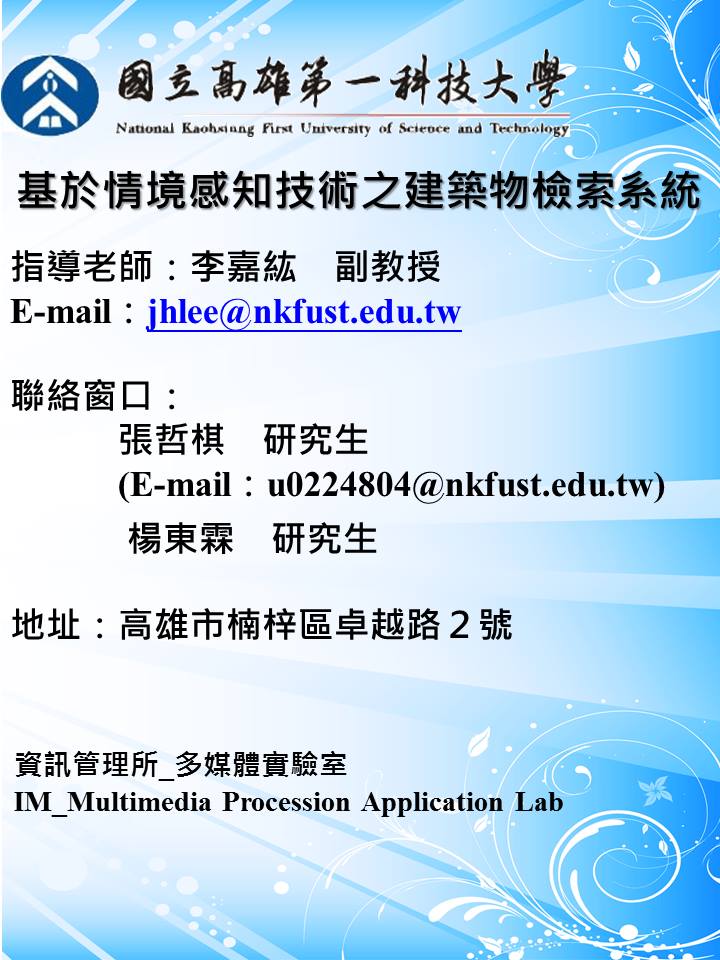 國立高雄第一科技大學
National Kaohsiung First University of Science and Technology
基於情境感知技術之建築物檢索系統
指導老師：李嘉紘　副教授
E-mail：jhlee@nkfust.edu.tw
聯絡窗口：
張哲棋　研究生
(E-mail：u0224804@nkfust.edu.tw)
楊東霖　研究生
地址：高雄市楠梓區卓越路２號
資訊管理所_多媒體實驗室
IM_Multimedia Procession Application Lab